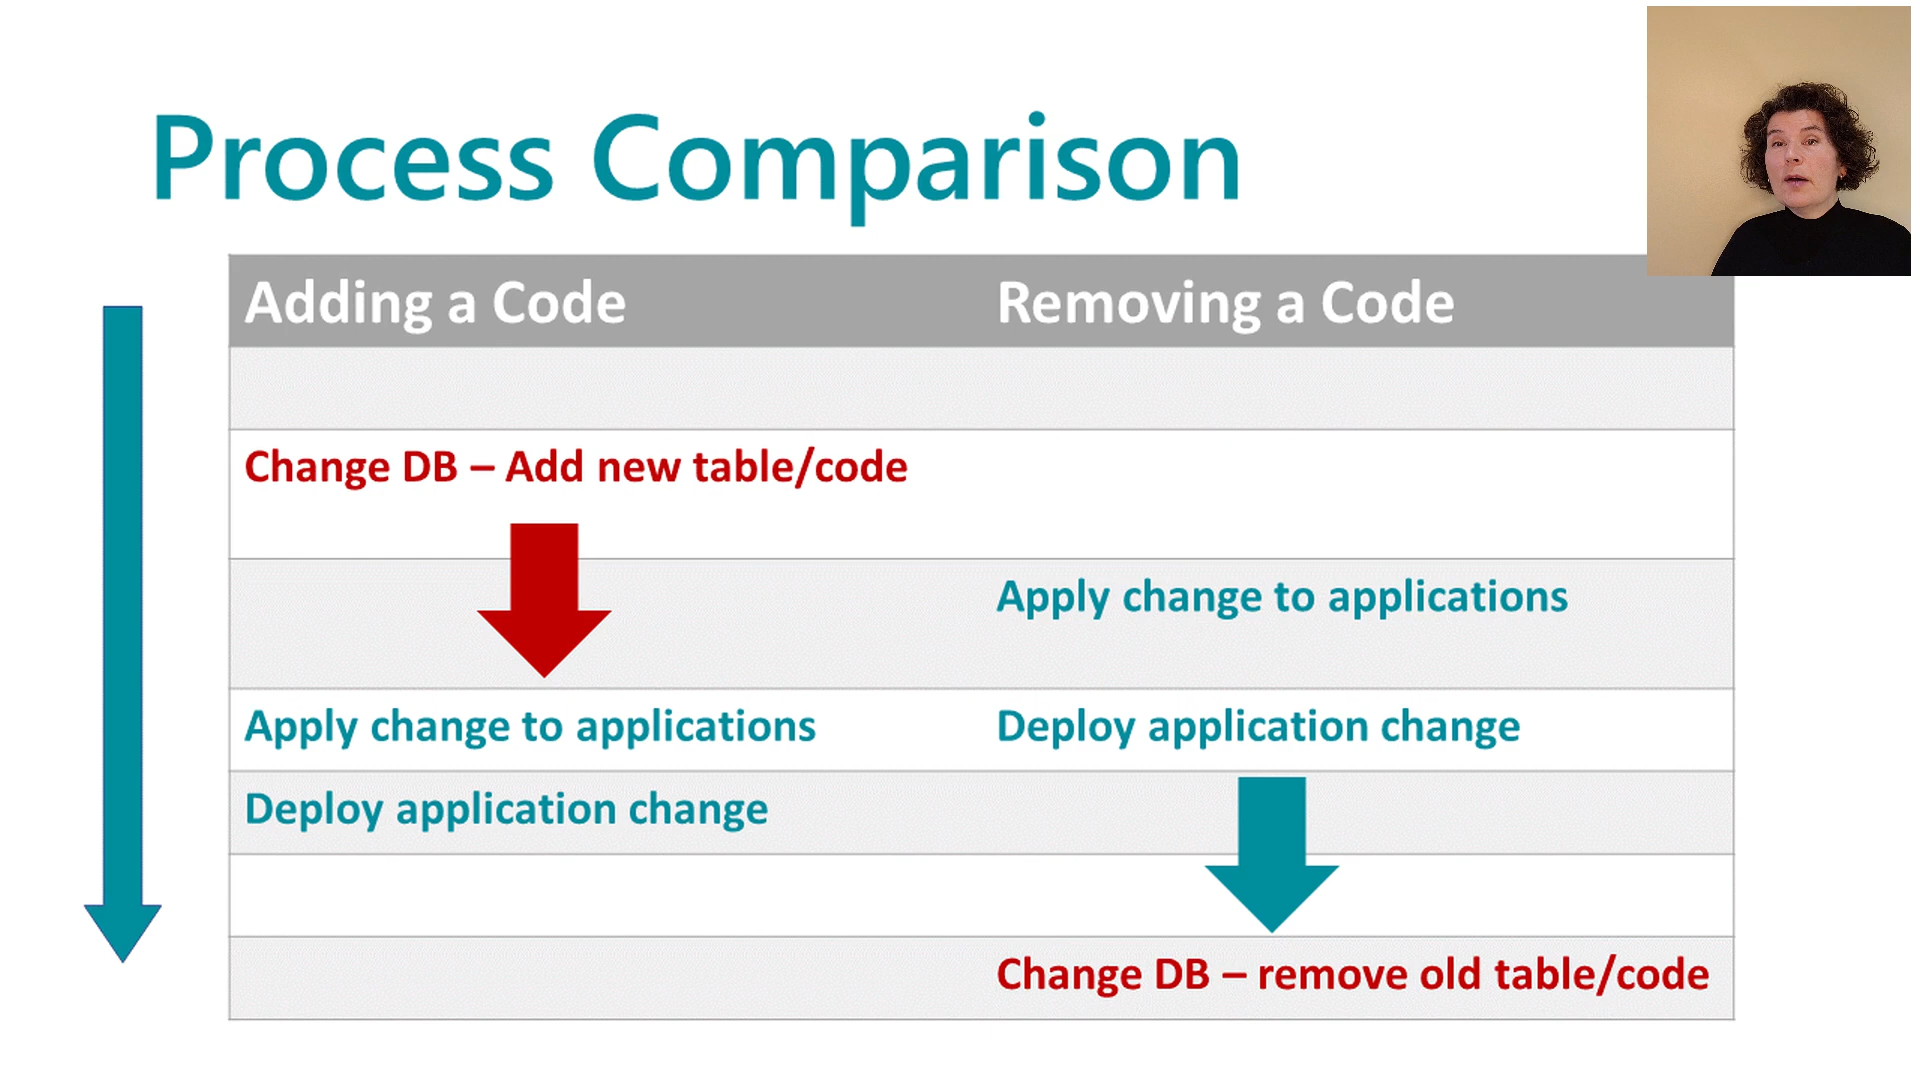 Process Comparison
Adding a Code
Removing a Code
Change DB – Add new table/code
Apply change to applications
Apply change to applications
Deploy application change
Deploy application change
Change DB – remove old table/code